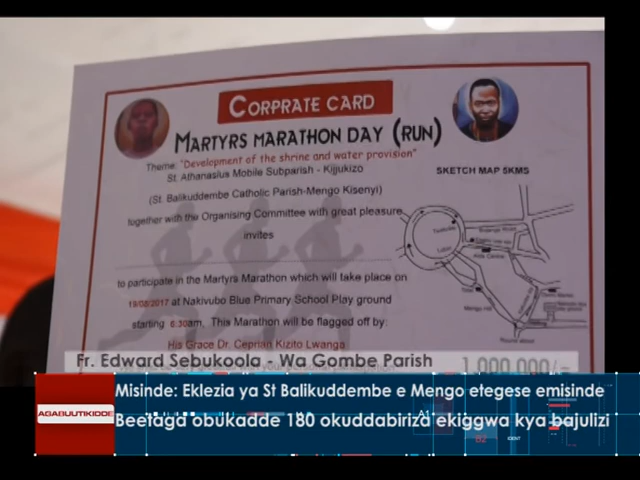 CORPRATE CARD
MARTYRS MARATHON DAY (RUN)
Theme: "Development of the shrine and water provision"
St. Athanasius Mobile Subparish - Kijjukizo
SKETCH MAP 5KMS
(St. Balikuddembe Catholic Parish-Mengo Kisenyi)
together with the Organising Committee with great pleasure
invites
to participate in the Martyrs Marathon which will take place on
19/08/2017 at Nakivubo Blue Primary School Play ground
starting 6:30am. This Marathon will be flagged off by:
His Grace Dr. Ceprian Kizito Lwanga
Fr. Edward Sebukoola - Wa Gombe Parish
1,000,000/=
AGABUUTIKIDDE
Misinde: Eklezia ya St Balikuddembe e Mengo etegese emisinde
Beetaga obukadde 180 okuddabiriza ekiggwa kya bajulizi